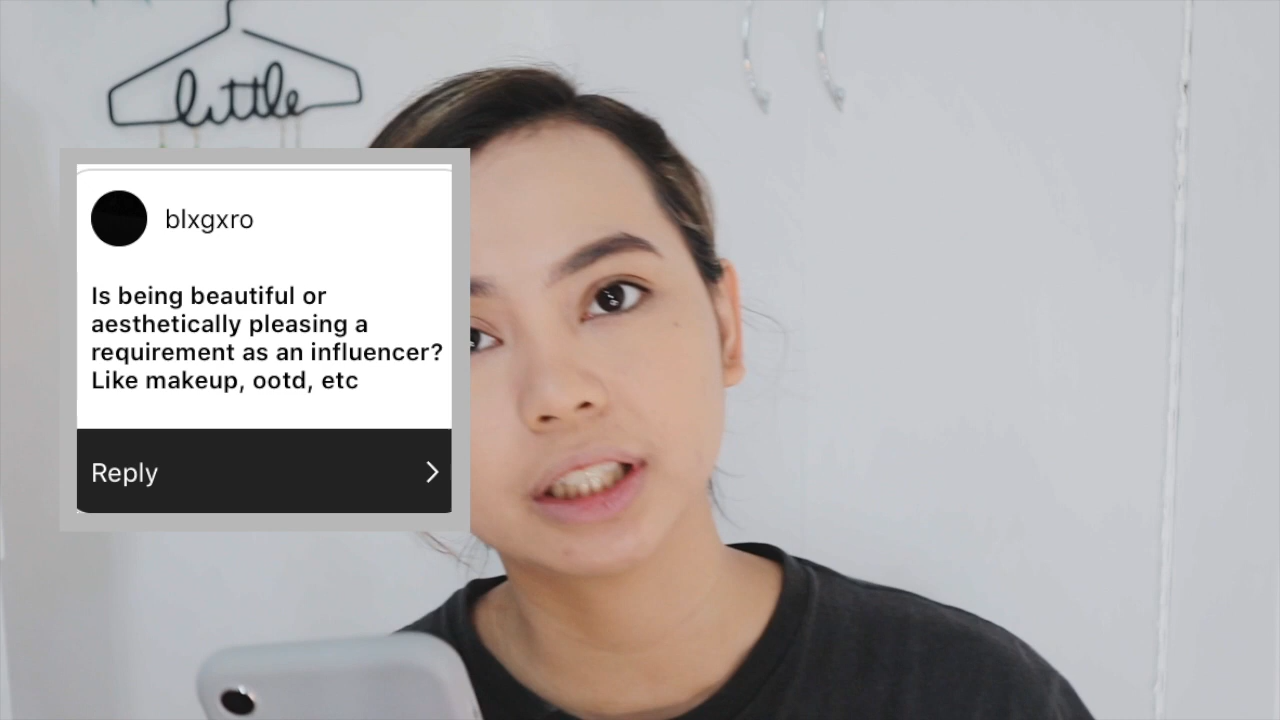 little
blxgxro
Is being beautiful or
aesthetically pleasing a
requirement as an influencer?
Like makeup, ootd, etc
Reply